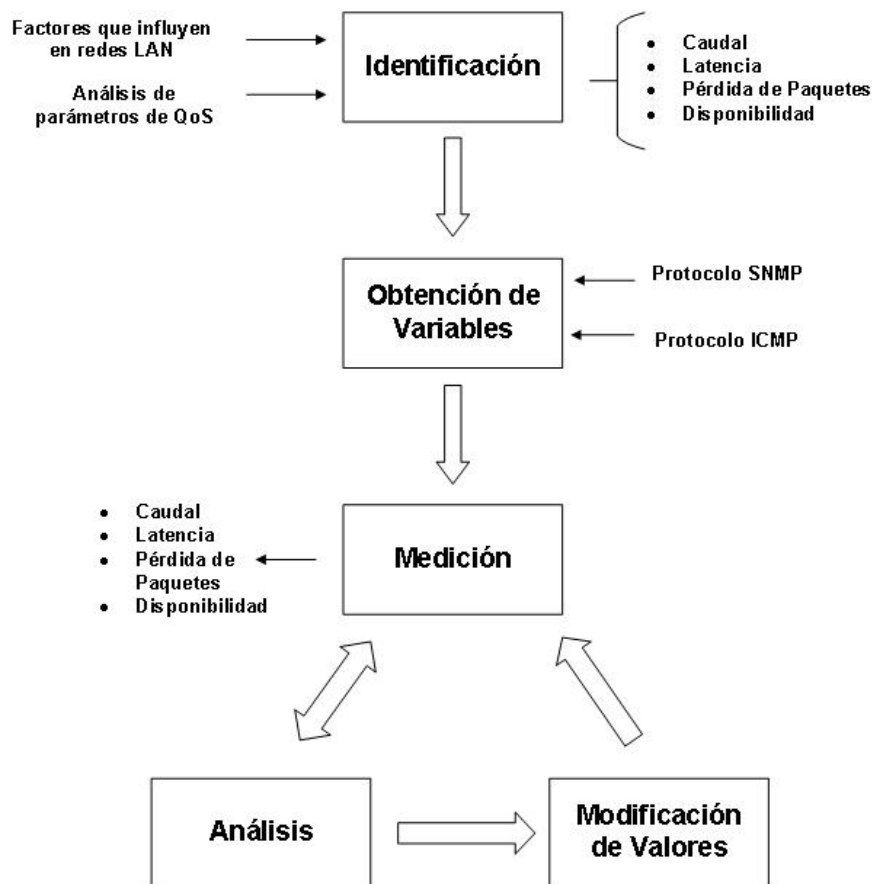 Factores que influyen
en redes LAN
Análisis de
parámetros de QoS
Identificación
• Caudal
• Latencia
• Pérdida de Paquetes
• Disponibilidad
Obtención de
Variables
Protocolo SNMP
Protocolo ICMP
• Caudal
• Latencia
• Pérdida de
Paquetes
• Disponibilidad
Medición
Análisis
Modificación
de Valores